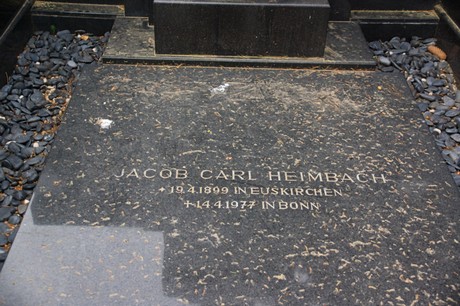 JACOB CARL HEIMBACH
+ 19.4.1899 IN EUSKIRCHEN
+ 14.4.1977 IN BONN